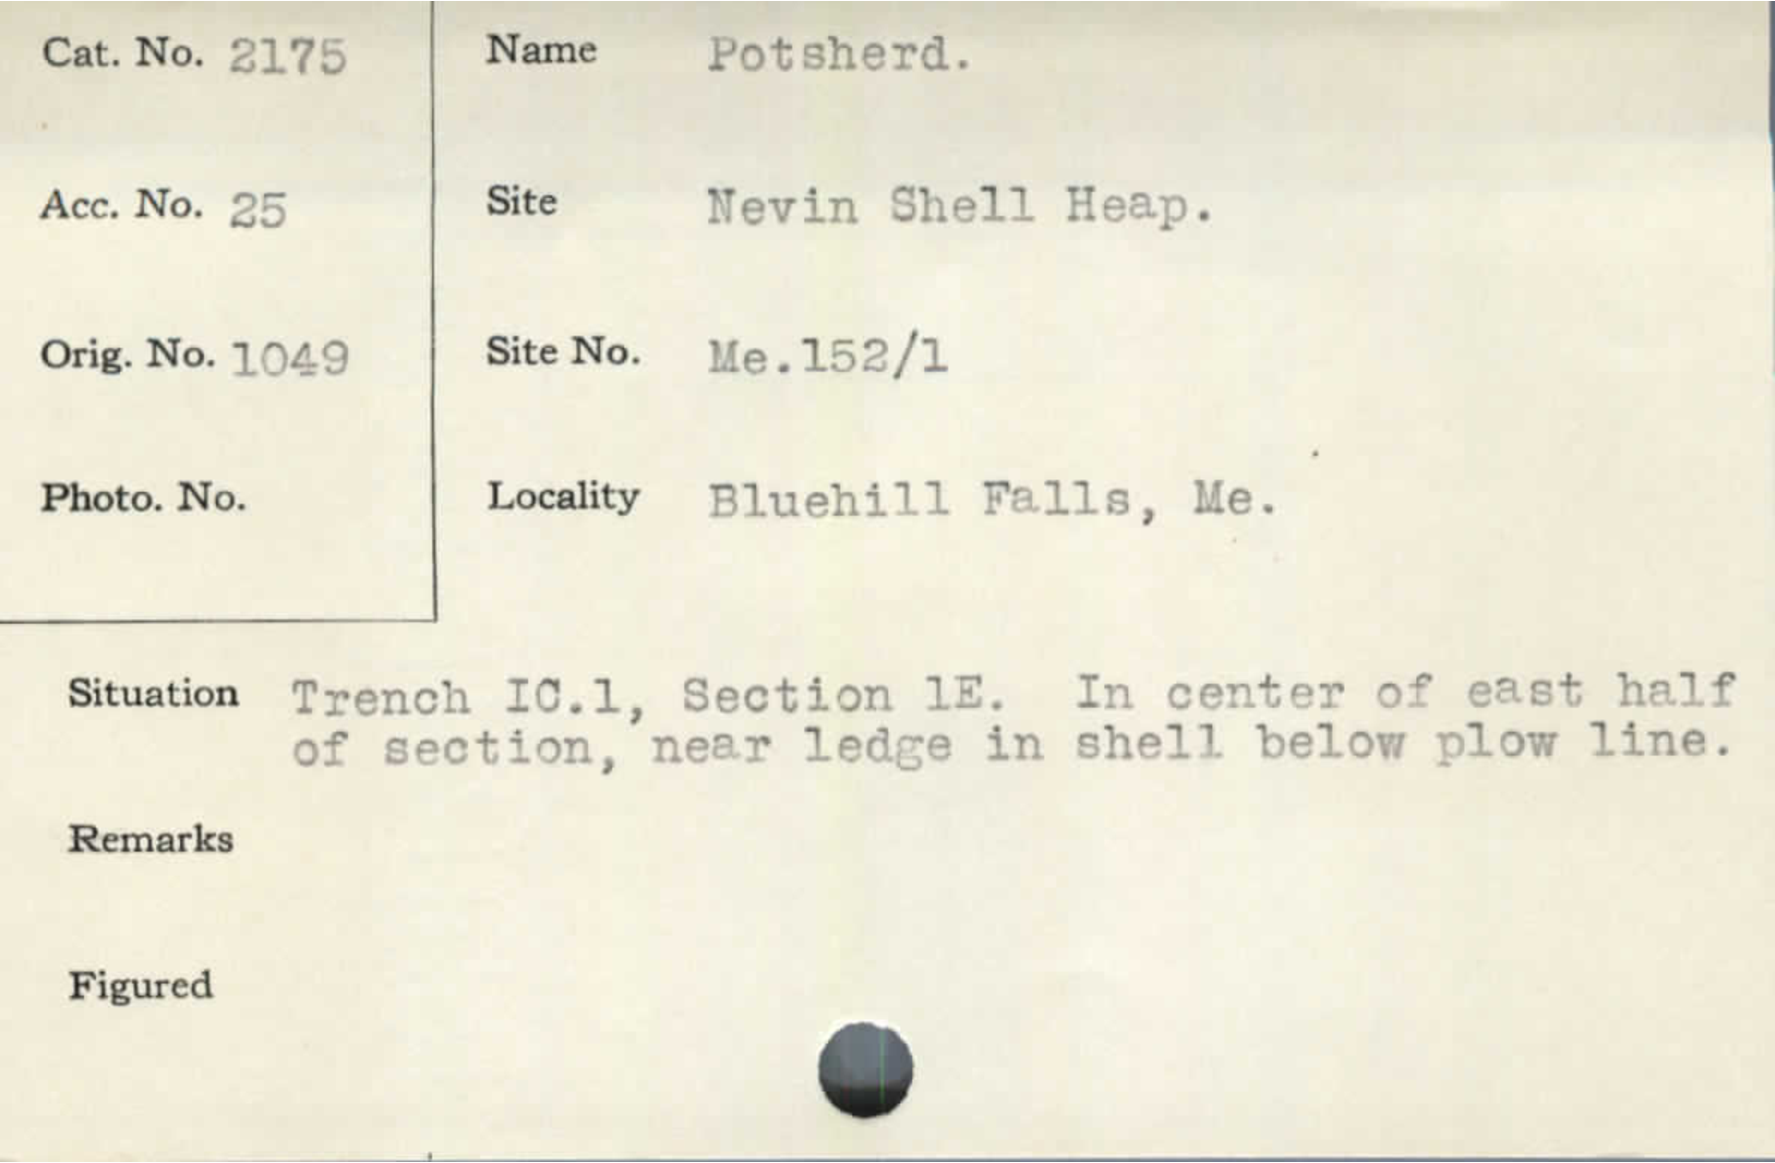 Cat. No. 2175
Name Potsherd.
Acc. No. 25
Site Nevin Shell Heap.
Orig. No. 1049
Site No. Me.152/1
Photo. No.
Locality Bluehill Falls, Me.
Situation Trench IC.1, Section 1E. In center of east half
of section, near ledge in shell below plow line.
Remarks
Figured